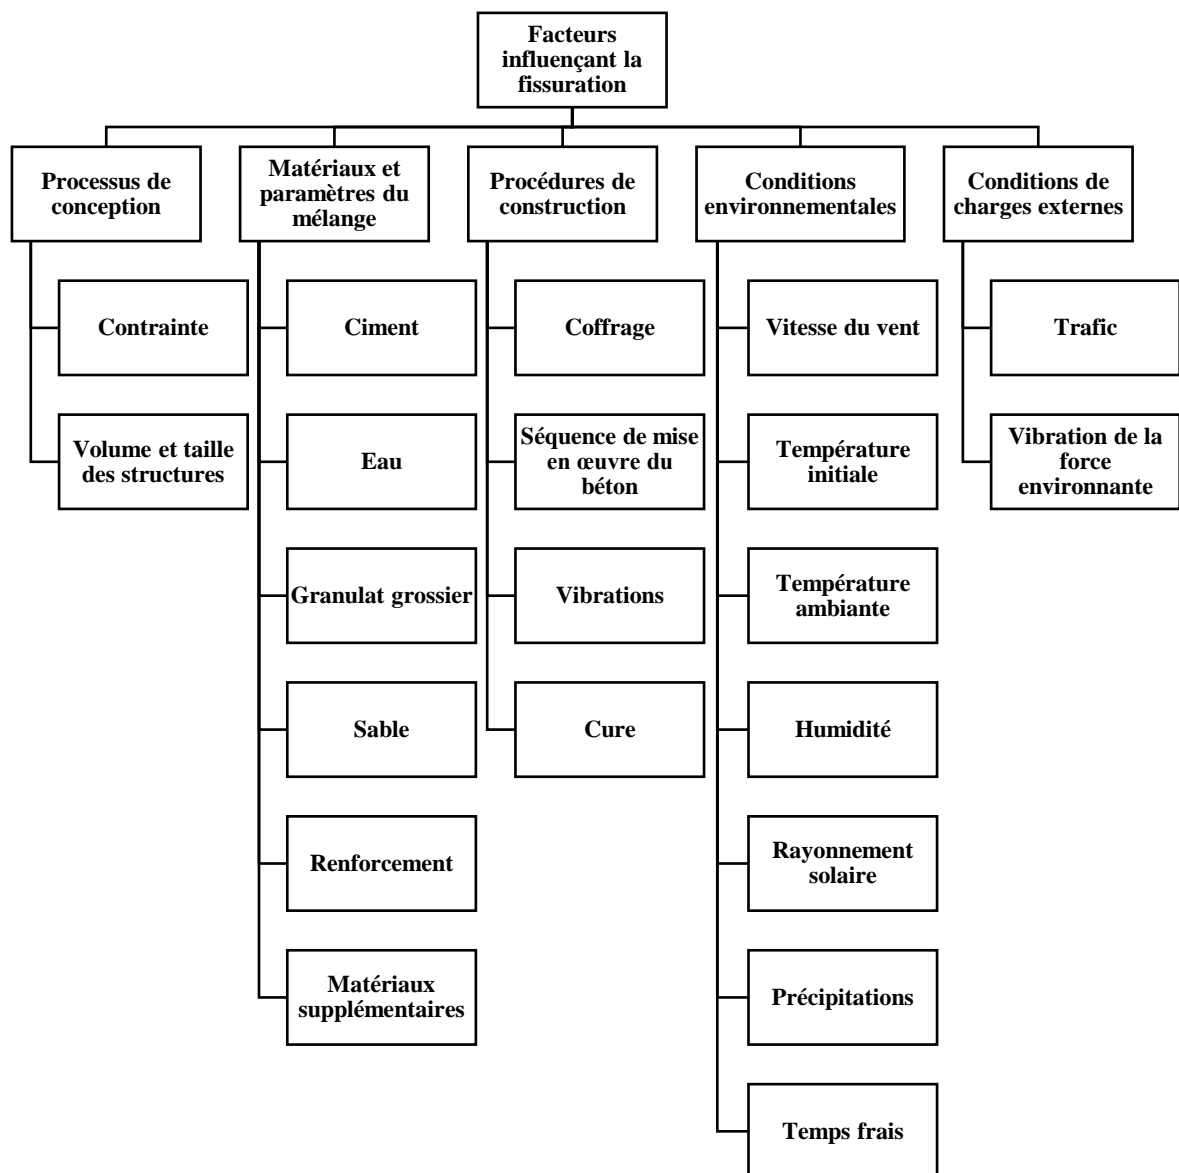 Facteurs
influençant la
fissuration
Processus de
conception
Matériaux et
paramètres du
mélange
Procédures de
construction
Conditions
environnementales
Conditions de
charges externes
Contrainte
Volume et taille
des structures
Ciment
Eau
Granulat grossier
Sable
Renforcement
Matériaux
supplémentaires
Coffrage
Séquence de mise
en œuvre du
béton
Vibrations
Cure
Vitesse du vent
Température
initiale
Température
ambiante
Humidité
Rayonnement
solaire
Précipitations
Temps frais
Trafic
Vibration de la
force
environnante